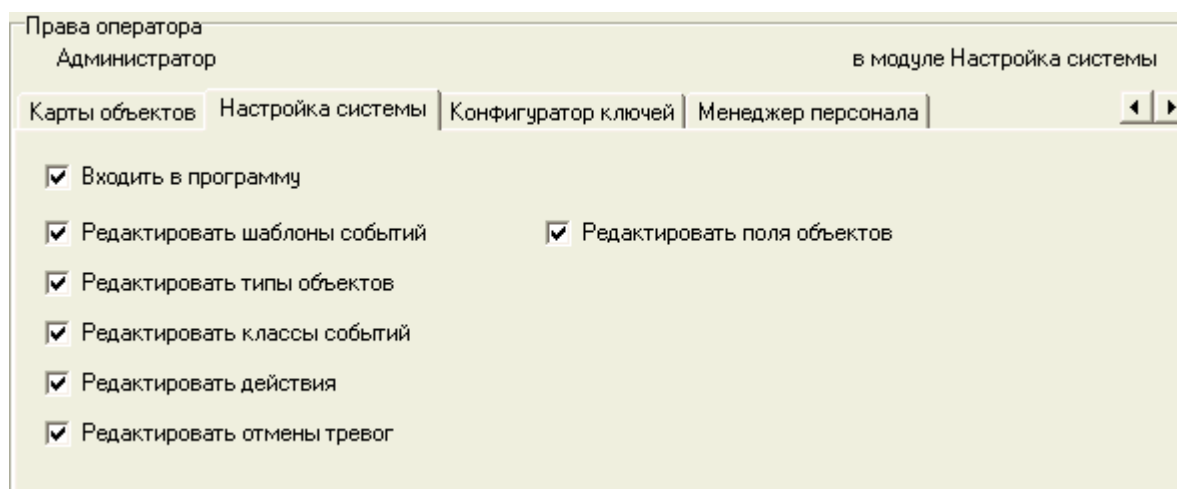 Права оператора
Администратор в модуле Настройка системы
Карты объектов Настройка системы Конфигуратор ключей Менеджер персонала
Входить в программу
Редактировать шаблоны событий Редактировать поля объектов
Редактировать типы объектов
Редактировать классы событий
Редактировать действия
Редактировать отмены тревог